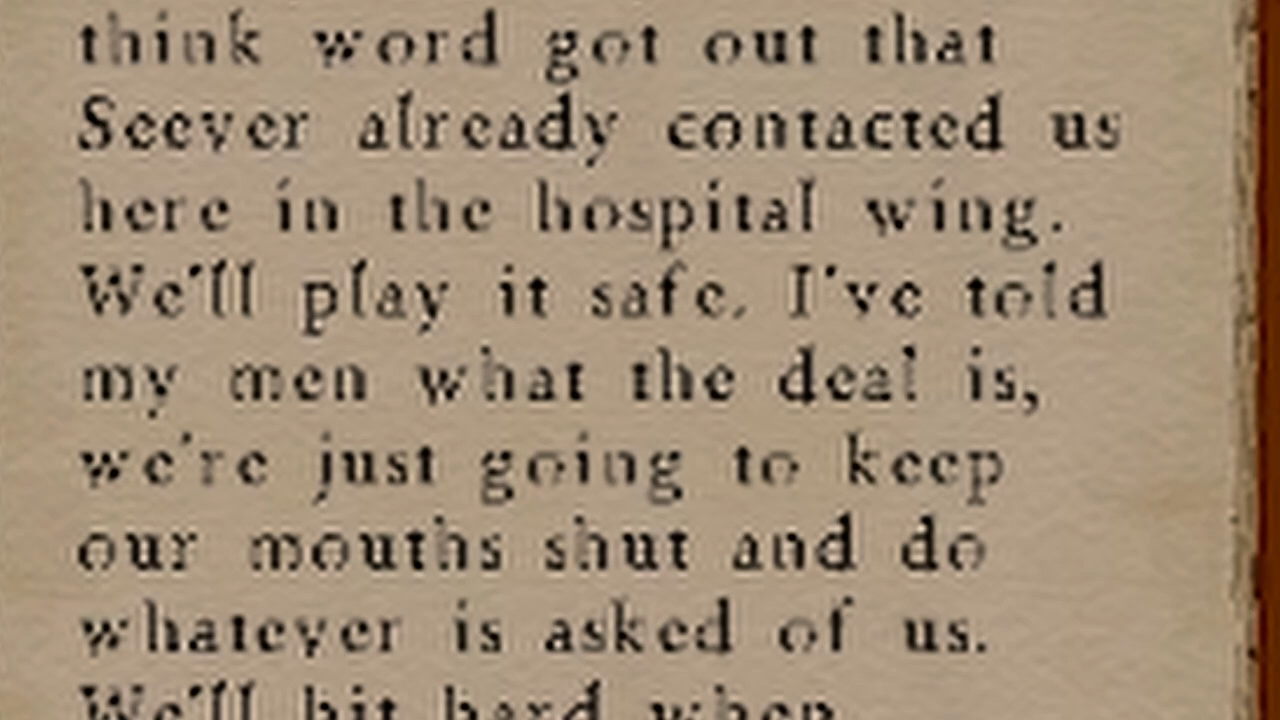 think word got out that
Seever already contacted us
here in the hospital wing.
We'll play it safe. I've told
my men what the deal is,
we're just going to keep
our mouths shut and do
whatever is asked of us.
We'll hit hard when